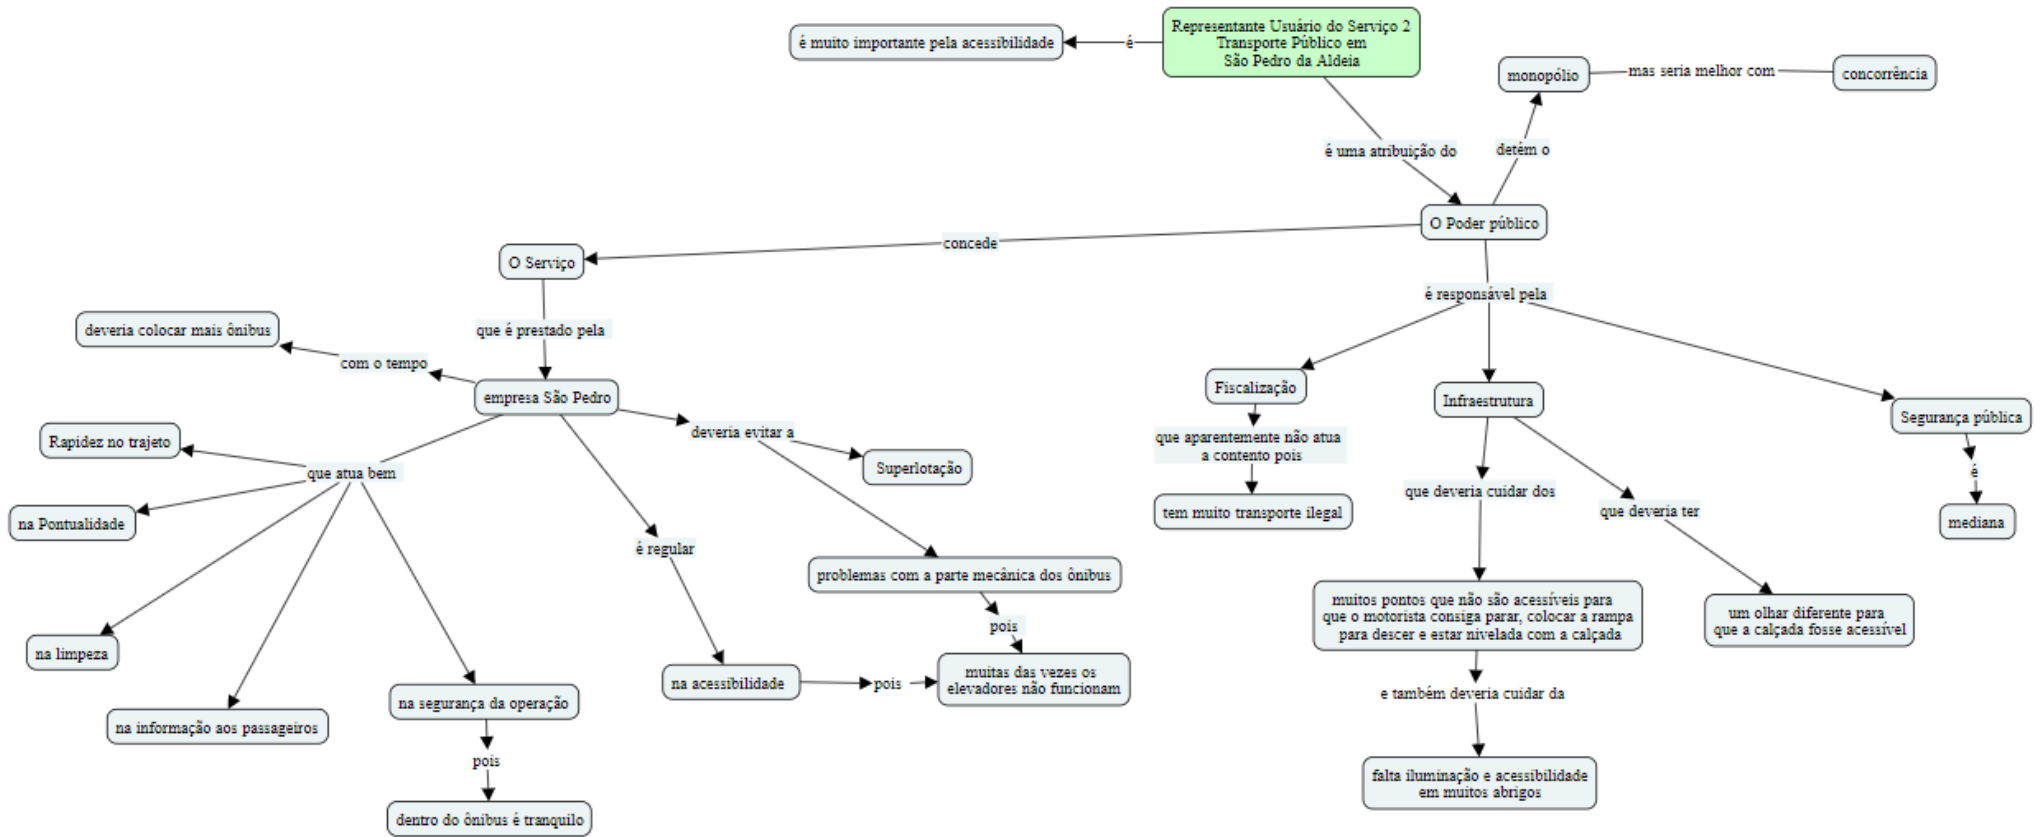 Representante Usuário do Serviço 2
Transporte Público em
São Pedro da Aldeia
é
é muito importante pela acessibilidade
monopólio
mas seria melhor com
concorrência
é uma atribuição do
detém o
O Poder público
concede
O Serviço
é responsável pela
que é prestado pela
deveria colocar mais ônibus
com o tempo
empresa São Pedro
Fiscalização
Infraestrutura
Segurança pública
Rapidez no trajeto
que atua bem
deveria evitar a
Superlotação
que aparentemente não atua
a contento pois
é
na Pontualidade
é regular
tem muito transporte ilegal
que deveria cuidar dos
que deveria ter
mediana
problemas com a parte mecânica dos ônibus
muitos pontos que não são acessíveis para
que o motorista consiga parar, colocar a rampa
para descer e estar nivelada com a calçada
um olhar diferente para
que a calçada fosse acessível
na limpeza
pois
na acessibilidade
pois
muitas das vezes os
elevadores não funcionam
na segurança da operação
e também deveria cuidar da
na informação aos passageiros
pois
falta iluminação e acessibilidade
em muitos abrigos
dentro do ônibus é tranquilo